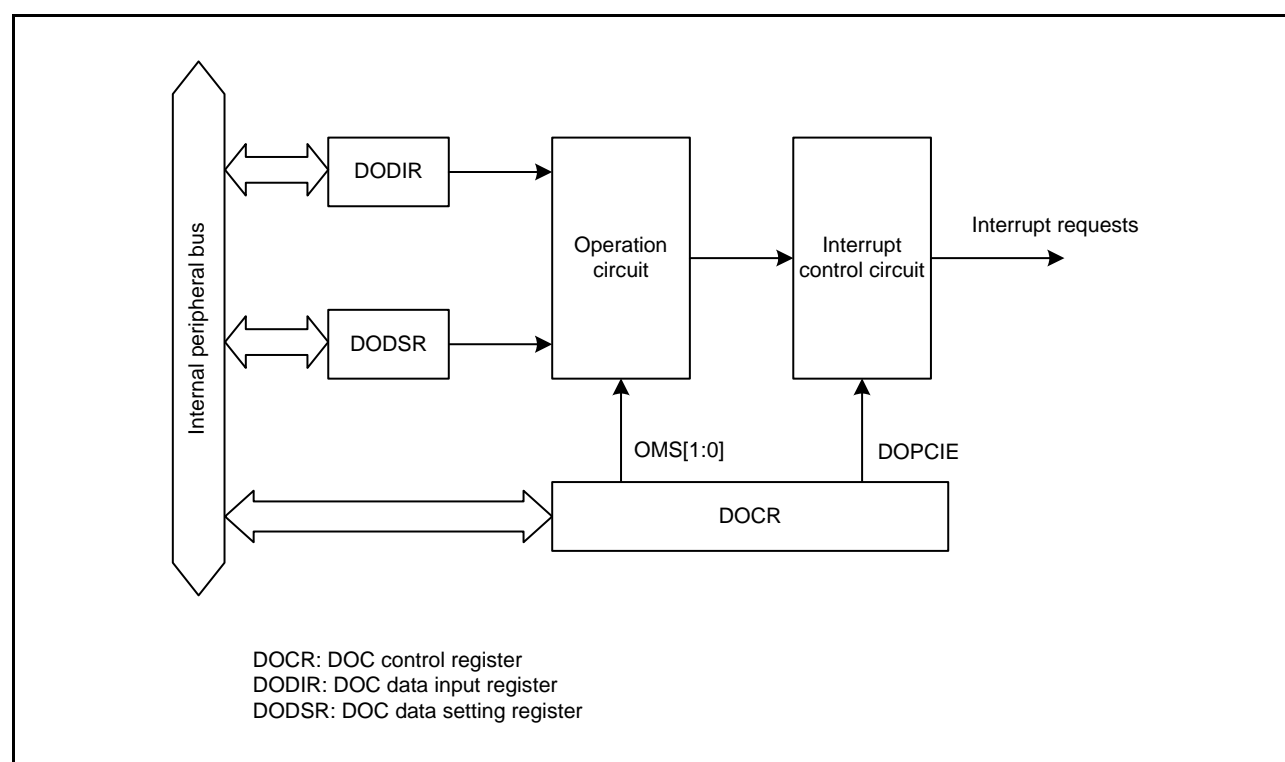 Internal peripheral bus
DODIR
DODSR
Operation
circuit
Interrupt
control circuit
Interrupt requests
OMS[1:0]
DOPCIE
DOCR
DOCR: DOC control register
DODIR: DOC data input register
DODSR: DOC data setting register